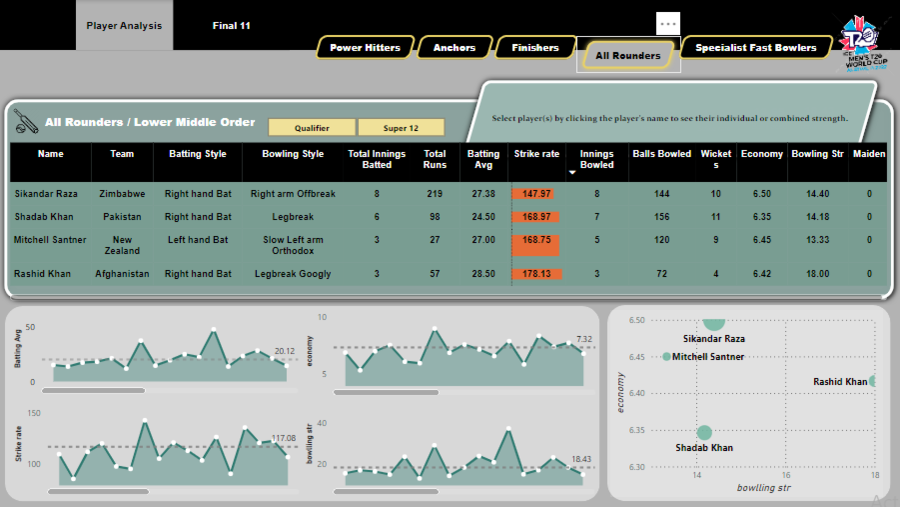 Player Analysis
Final 11
Power Hitters
Anchors
Finishers
All Rounders
Specialist Fast Bowlers
T20
MEN'S T20
WORLD CUP
All Rounders / Lower Middle Order
Qualifier
Super 12
Select player(s) by clicking the player's name to see their individual or combined strength.
Name Team Batting Style Bowling Style Total Innings Batted Total Runs Batting Avg Strike rate Innings Bowled Balls Bowled Wicket s Economy Bowling Str Maiden
Sikandar Raza Zimbabwe Right hand Bat Right arm Offbreak 8 219 27.38 147.97 8 144 10 6.50 14.40 0
Shadab Khan Pakistan Right hand Bat Legbreak 6 98 24.50 168.97 7 156 11 6.35 14.18 0
Mitchell Santner New Zealand Left hand Bat Slow Left arm Orthodox 3 27 27.00 168.75 5 120 9 6.45 13.33 0
Rashid Khan Afghanistan Right hand Bat Legbreak Googly 3 57 28.50 178.13 3 72 4 6.42 18.00 0
Batting Avg
50
0
20.12
economy
10
5
7.32
Strike rate
150
100
117.08
bowlling str
40
20
18.43
economy
6.50
6.45
6.40
6.35
6.30
Sikandar Raza
Mitchell Santner
Rashid Khan
Shadab Khan
14
16
18
bowlling str